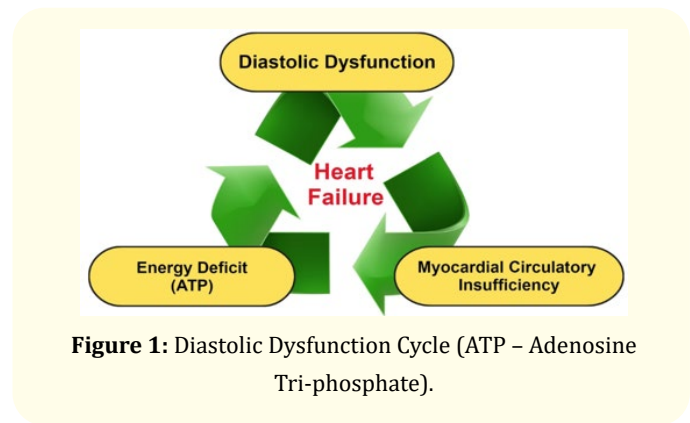 Diastolic Dysfunction
Heart
Failure
Energy Deficit
(ATP)
Myocardial Circulatory
Insufficiency
Figure 1: Diastolic Dysfunction Cycle (ATP – Adenosine
Tri-phosphate).